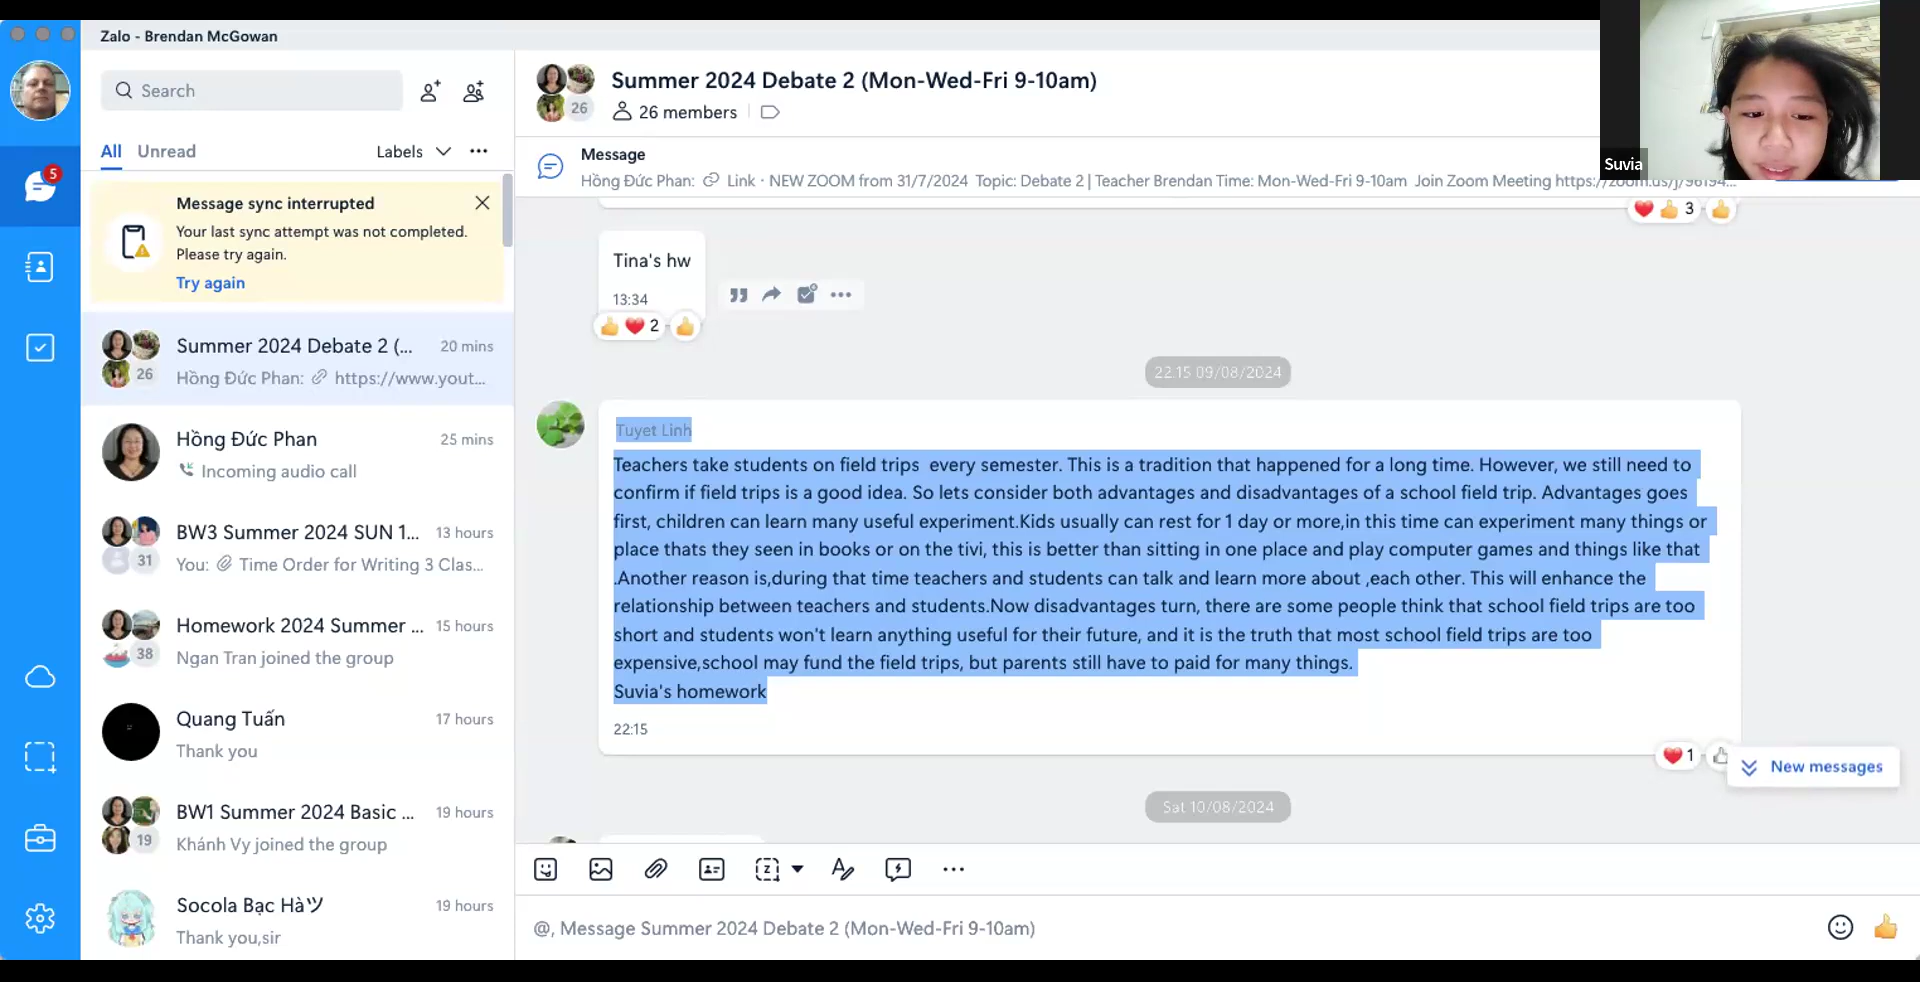 Zalo - Brendan McGowan
Search
All Unread Labels
Message sync interrupted
Your last sync attempt was not completed.
Please try again.
Try again
Summer 2024 Debate 2 (... 20 mins
26 Hồng Đức Phan: https://www.yout...
Hồng Đức Phan 25 mins
Incoming audio call
BW3 Summer 2024 SUN 1... 13 hours
31 You: Time Order for Writing 3 Clas...
Homework 2024 Summer ... 15 hours
38 Ngan Tran joined the group
Quang Tuấn 17 hours
Thank you
BW1 Summer 2024 Basic ... 19 hours
19 Khánh Vy joined the group
Socola Bạc Hàツ 19 hours
Thank you,sir
5
Summer 2024 Debate 2 (Mon-Wed-Fri 9-10am)
26 26 members
Message
Hồng Đức Phan: Link · NEW ZOOM from 31/7/2024 Topic: Debate 2 | Teacher Brendan Time: Mon-Wed-Fri 9-10am Join Zoom Meeting https://zoom.us/j/96194...
Suvia
3
Tina's hw
13:34
2
22:15 09/08/2024
Tuyet Linh
Teachers take students on field trips every semester. This is a tradition that happened for a long time. However, we still need to
confirm if field trips is a good idea. So lets consider both advantages and disadvantages of a school field trip. Advantages goes
first, children can learn many useful experiment.Kids usually can rest for 1 day or more,in this time can experiment many things or
place thats they seen in books or on the tivi, this is better than sitting in one place and play computer games and things like that
.Another reason is,during that time teachers and students can talk and learn more about ,each other. This will enhance the
relationship between teachers and students.Now disadvantages turn, there are some people think that school field trips are too
short and students won't learn anything useful for their future, and it is the truth that most school field trips are too
expensive,school may fund the field trips, but parents still have to paid for many things.
Suvia's homework
22:15
1
New messages
Sat 10/08/2024
@, Message Summer 2024 Debate 2 (Mon-Wed-Fri 9-10am)